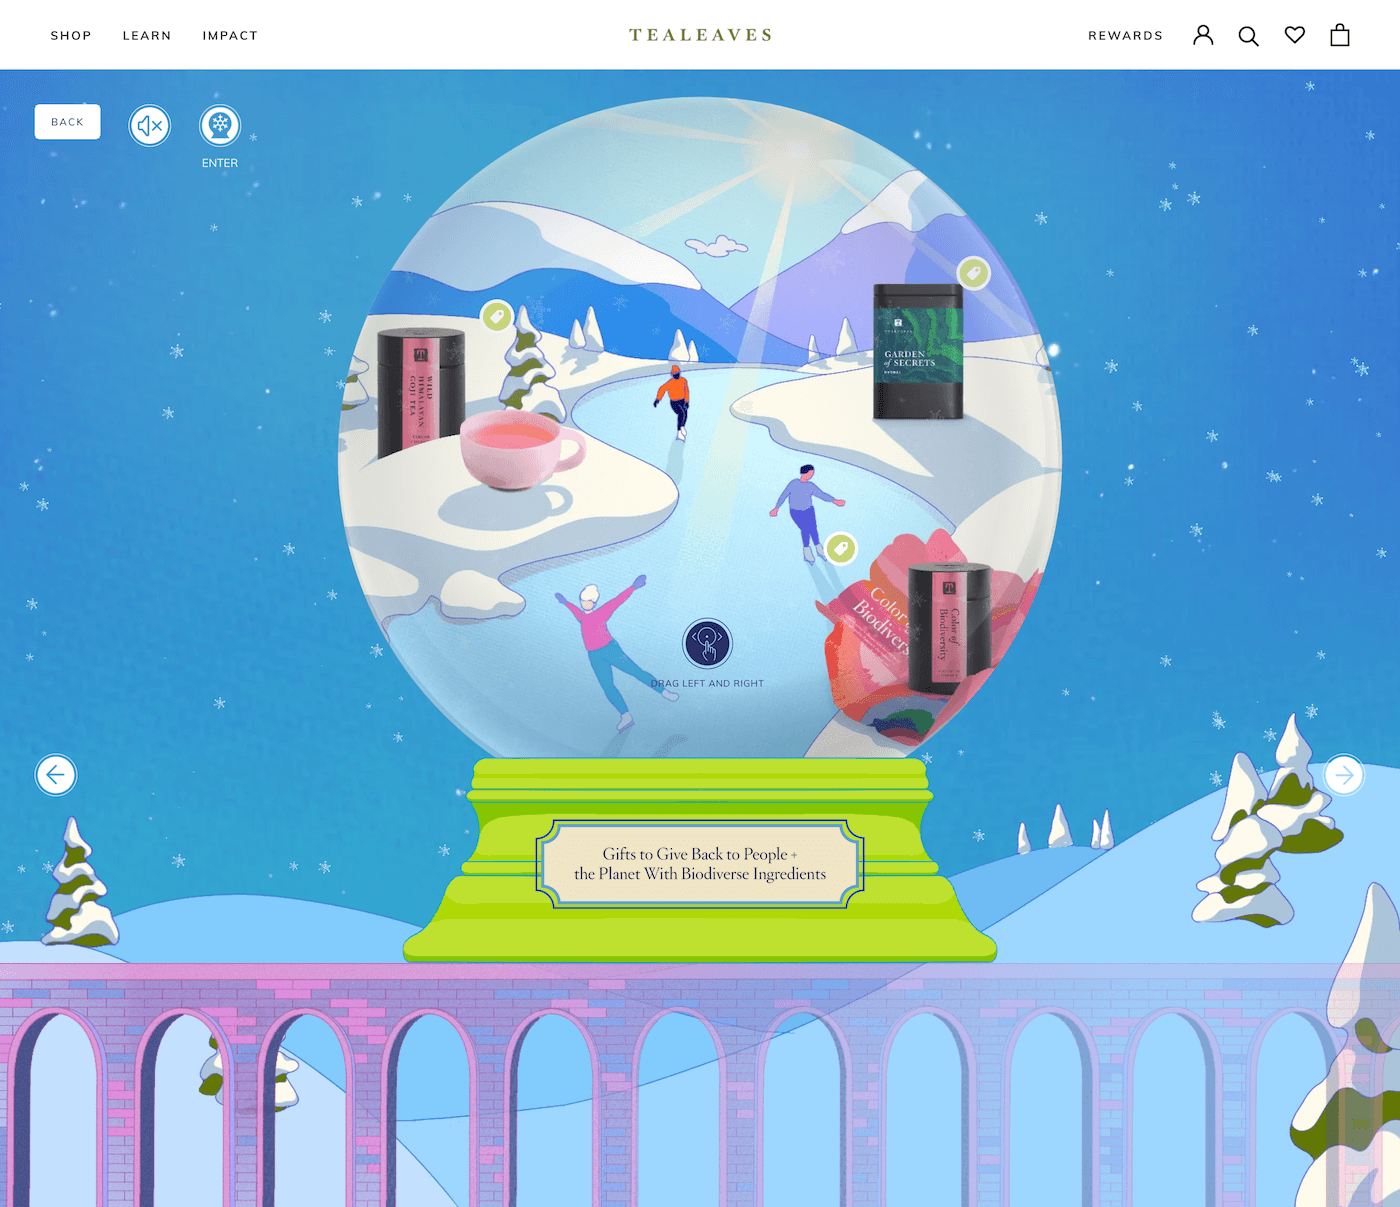 SHOP
LEARN
IMPACT
TEALEAVES
REWARDS
BACK
ENTER
WILD
HIMALAYAN
GOJI TEA
GARDEN
of SECRETS
HERBAL
Color of
Biodivers
Color of
Biodiversity
DRAG LEFT AND RIGHT
Gifts to Give Back to People +
the Planet With Biodiverse Ingredients